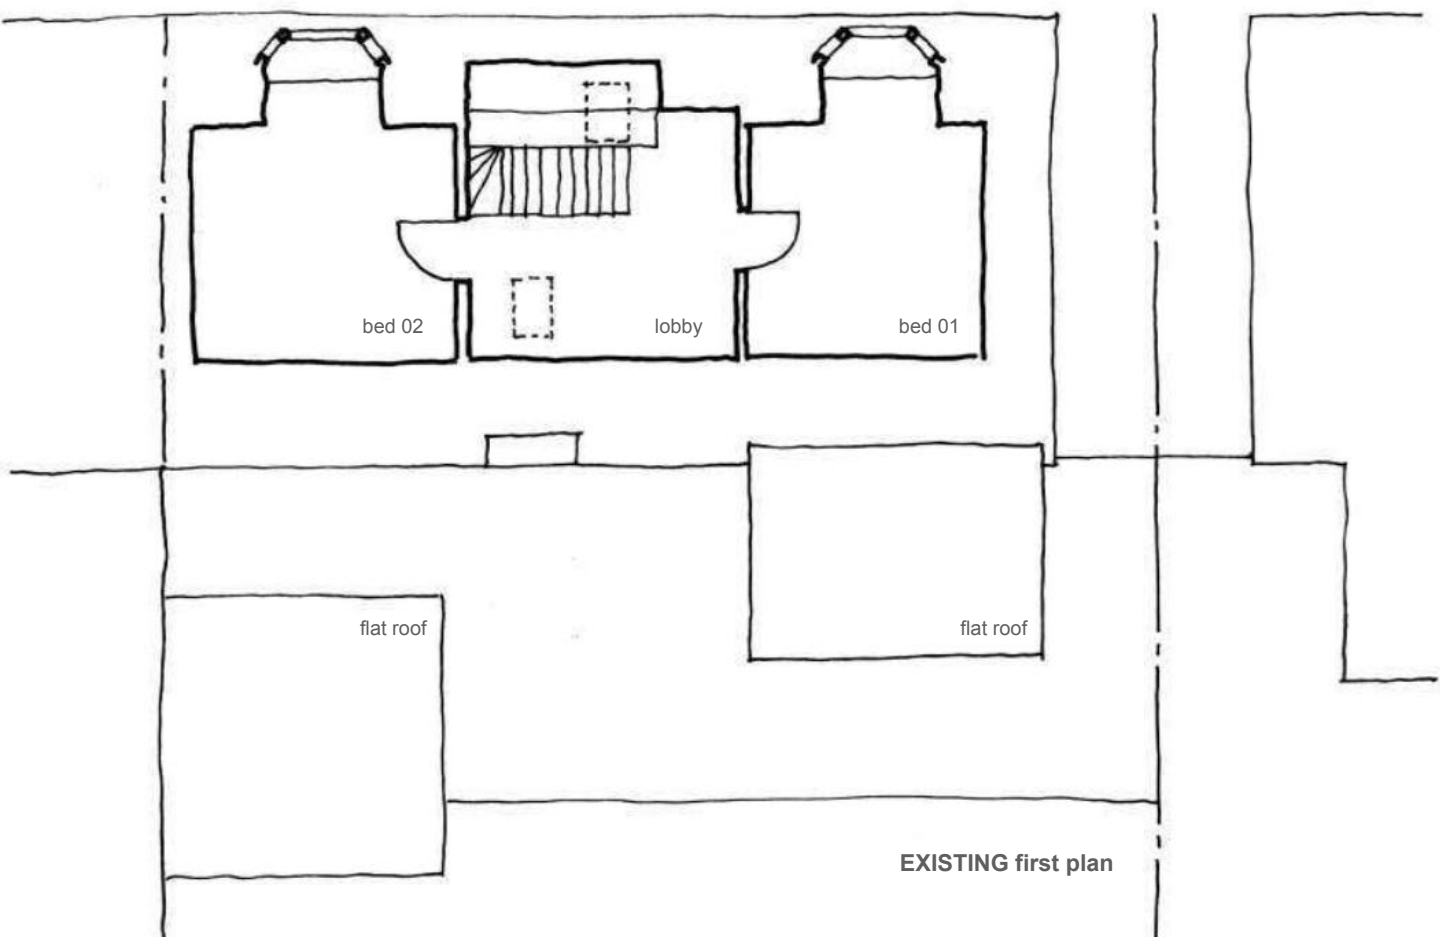 bed 02
lobby
bed 01
flat roof
flat roof
EXISTING first plan